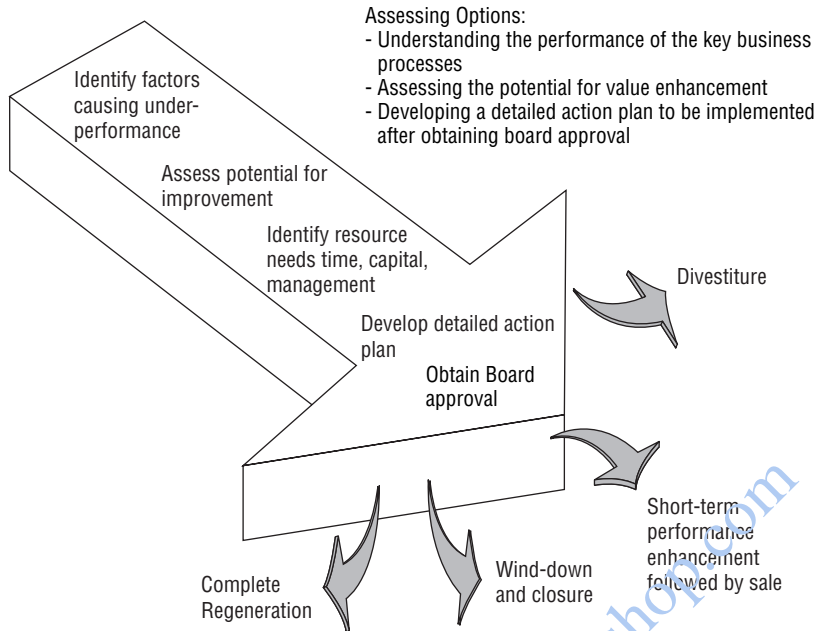 Assessing Options:
- Understanding the performance of the key business
processes
- Assessing the potential for value enhancement
- Developing a detailed action plan to be implemented
after obtaining board approval
Identify factors
causing under-
performance
Assess potential for
improvement
Identify resource
needs time, capital,
management
Develop detailed action
plan
Obtain Board
approval
Divestiture
Short-term
performance
enhancement
followed by sale
Wind-down
and closure
Complete
Regeneration
shop.com